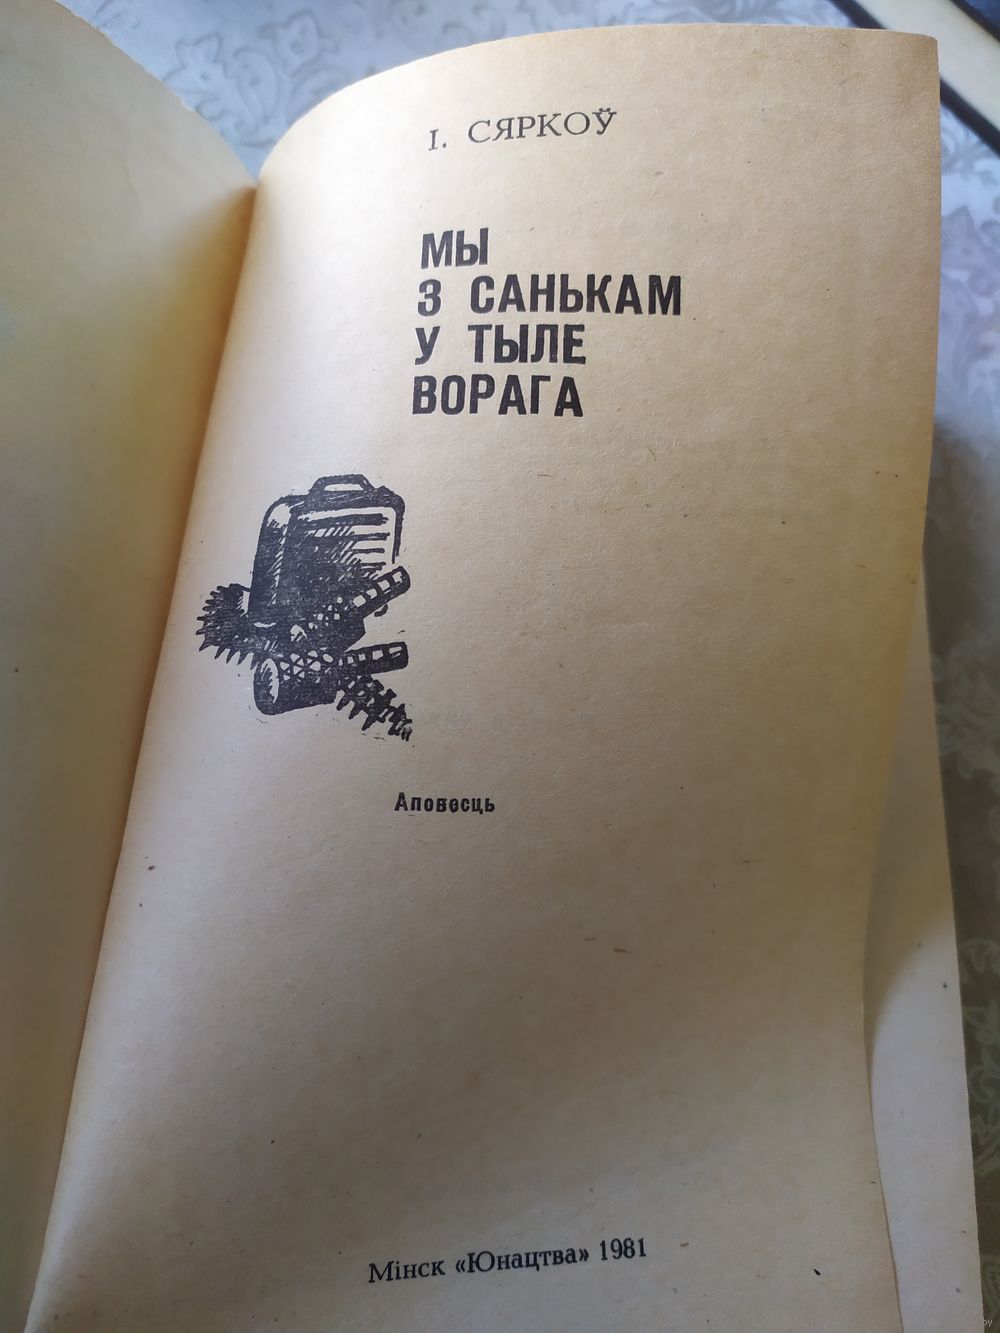 І. СЯРКОЎ
МЫ
З САНЬКАМ
У ТЫЛЕ
ВОРАГА
Аповесць
Мінск «Юнацтва» 1981